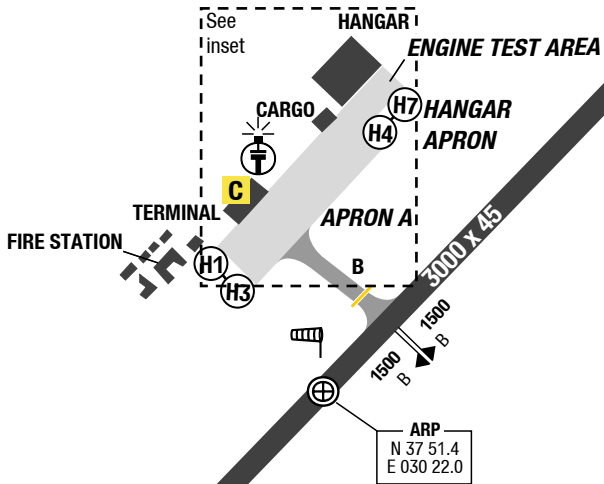 See
inset
HANGAR
ENGINE TEST AREA
H7
HANGAR
APRON
H4
CARGO
C
TERMINAL
FIRE STATION
APRON A
H1
H3
B
3000 x 45
1500
B
1500
B
ARP
N 37 51.4
E 030 22.0